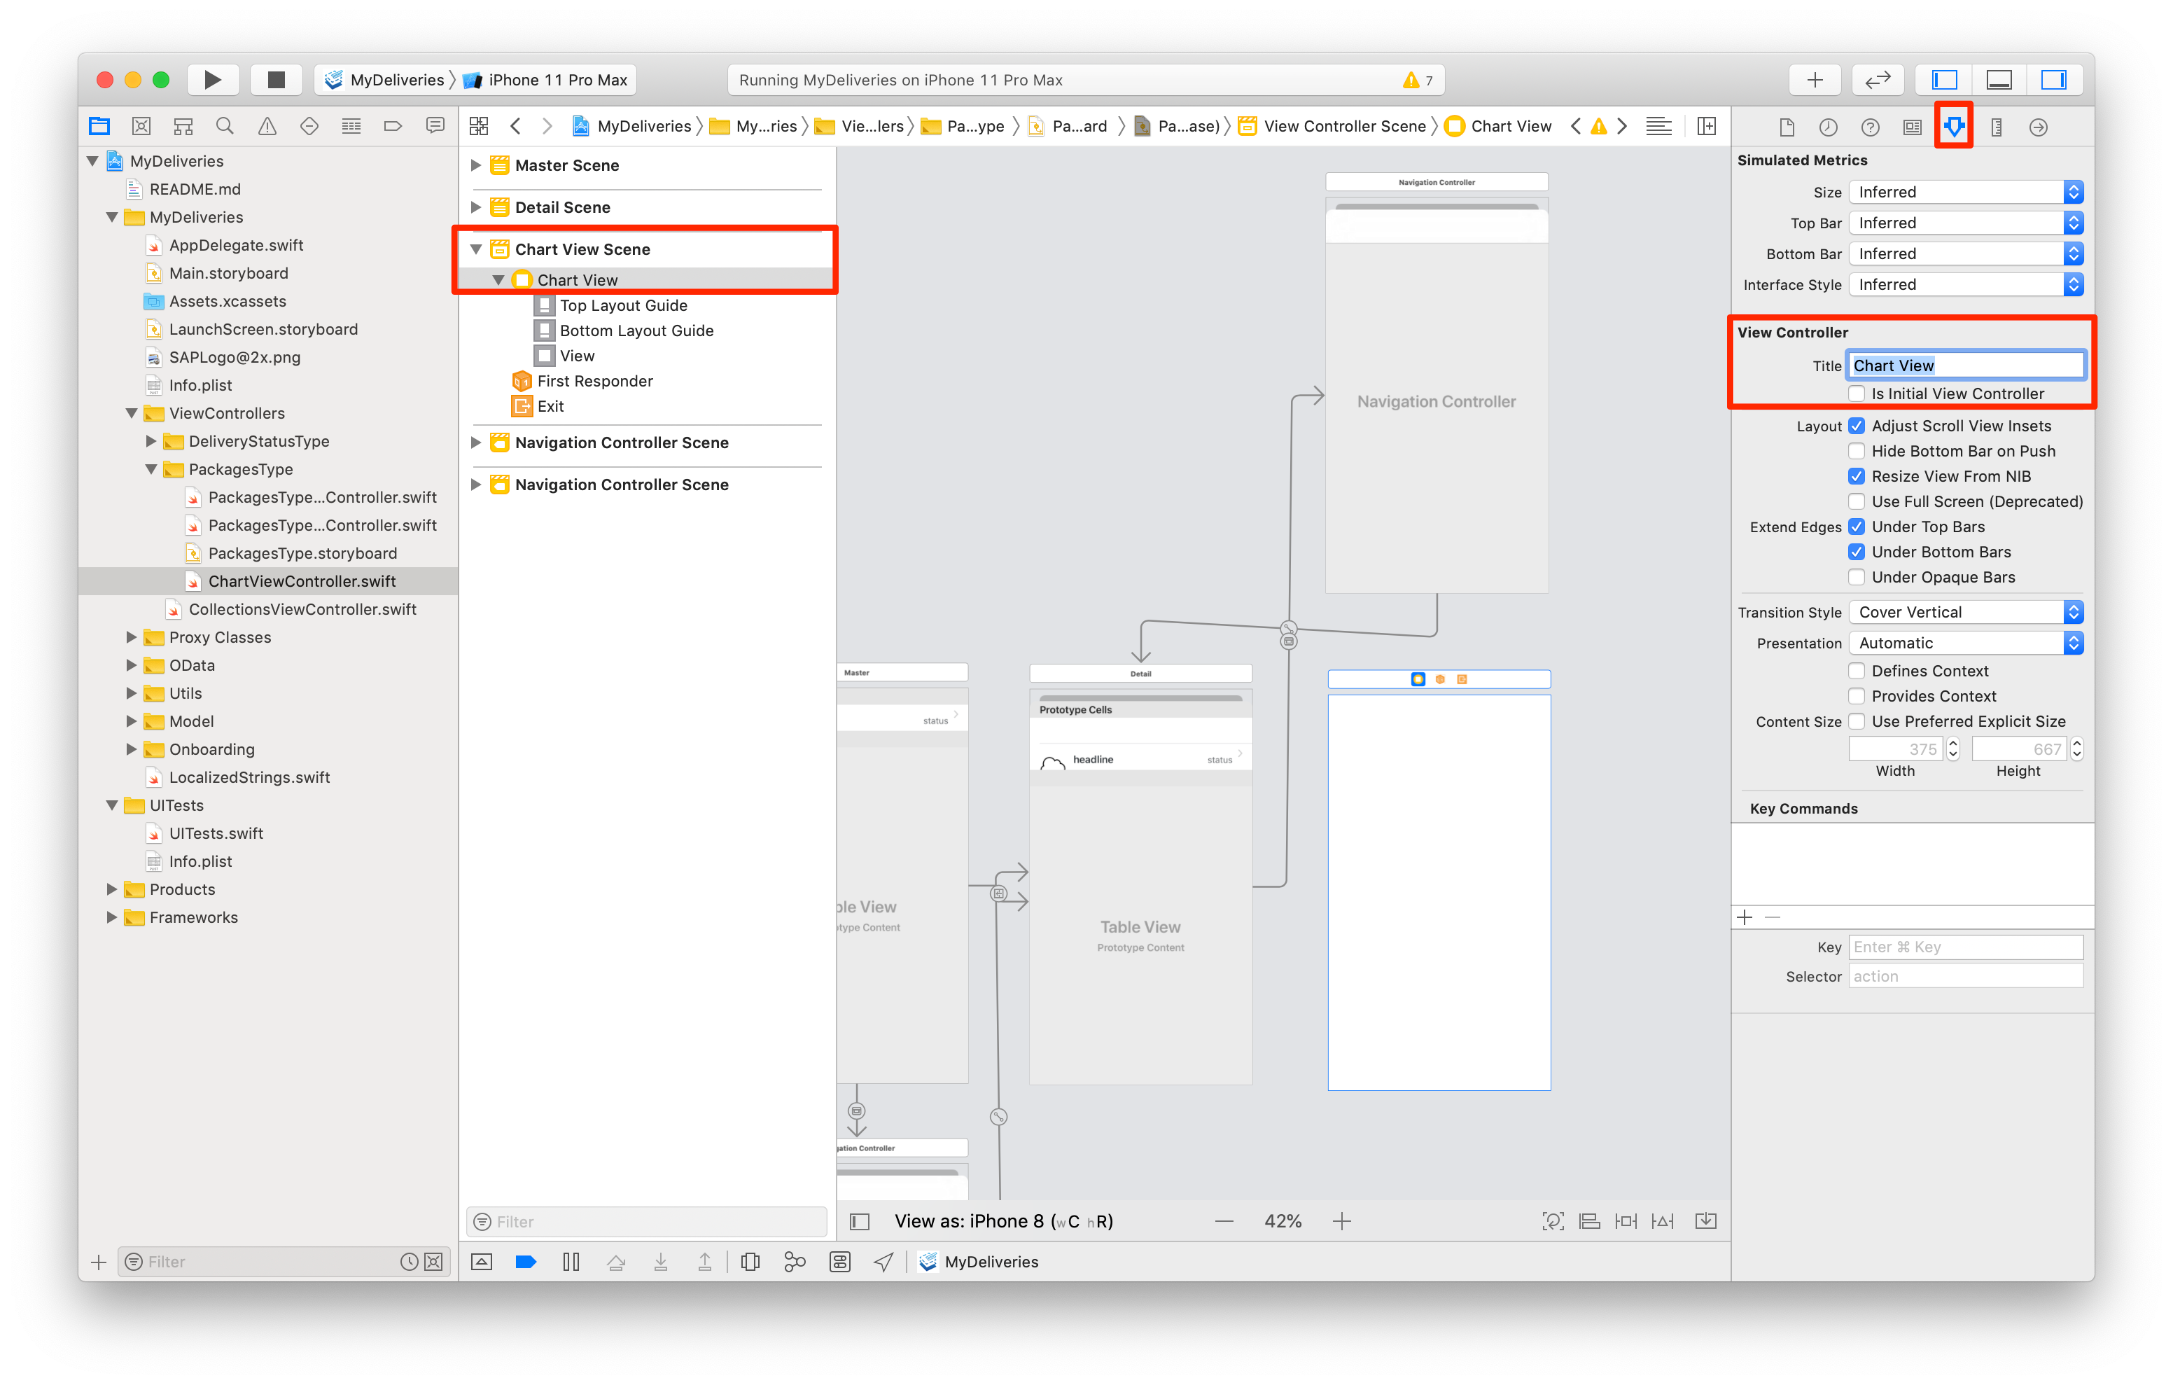 MyDeliveries
iPhone 11 Pro Max
Running MyDeliveries on iPhone 11 Pro Max
7
MyDeliveries
My...ries
Vie...lers
Pa...ype
Pa...ard
Pa...ase)
View Controller Scene
Chart View
MyDeliveries
README.md
MyDeliveries
AppDelegate.swift
Main.storyboard
Assets.xcassets
LaunchScreen.storyboard
SAPLogo@2x.png
Info.plist
ViewControllers
DeliveryStatusType
PackagesType
PackagesType...Controller.swift
PackagesType...Controller.swift
PackagesType.storyboard
ChartViewController.swift
CollectionsViewController.swift
Proxy Classes
OData
Utils
Model
Onboarding
LocalizedStrings.swift
UITests
UITests.swift
Info.plist
Products
Frameworks
Filter
Master Scene
Detail Scene
Chart View Scene
Chart View
Top Layout Guide
Bottom Layout Guide
View
First Responder
Exit
Navigation Controller Scene
Navigation Controller Scene
Filter
Navigation Controller
Navigation Controller
Master
status
ble View
type Content
gation Controller
Detail
Prototype Cells
headline
status
Table View
Prototype Content
View as: iPhone 8 (wC hR)
42%
MyDeliveries
Simulated Metrics
Size Inferred
Top Bar Inferred
Bottom Bar Inferred
Interface Style Inferred
View Controller
Title Chart View
Is Initial View Controller
Layout Adjust Scroll View Insets
Hide Bottom Bar on Push
Resize View From NIB
Use Full Screen (Deprecated)
Extend Edges Under Top Bars
Under Bottom Bars
Under Opaque Bars
Transition Style Cover Vertical
Presentation Automatic
Defines Context
Provides Context
Content Size Use Preferred Explicit Size
375 667
Width Height
Key Commands
Key Enter ⌘ Key
Selector action